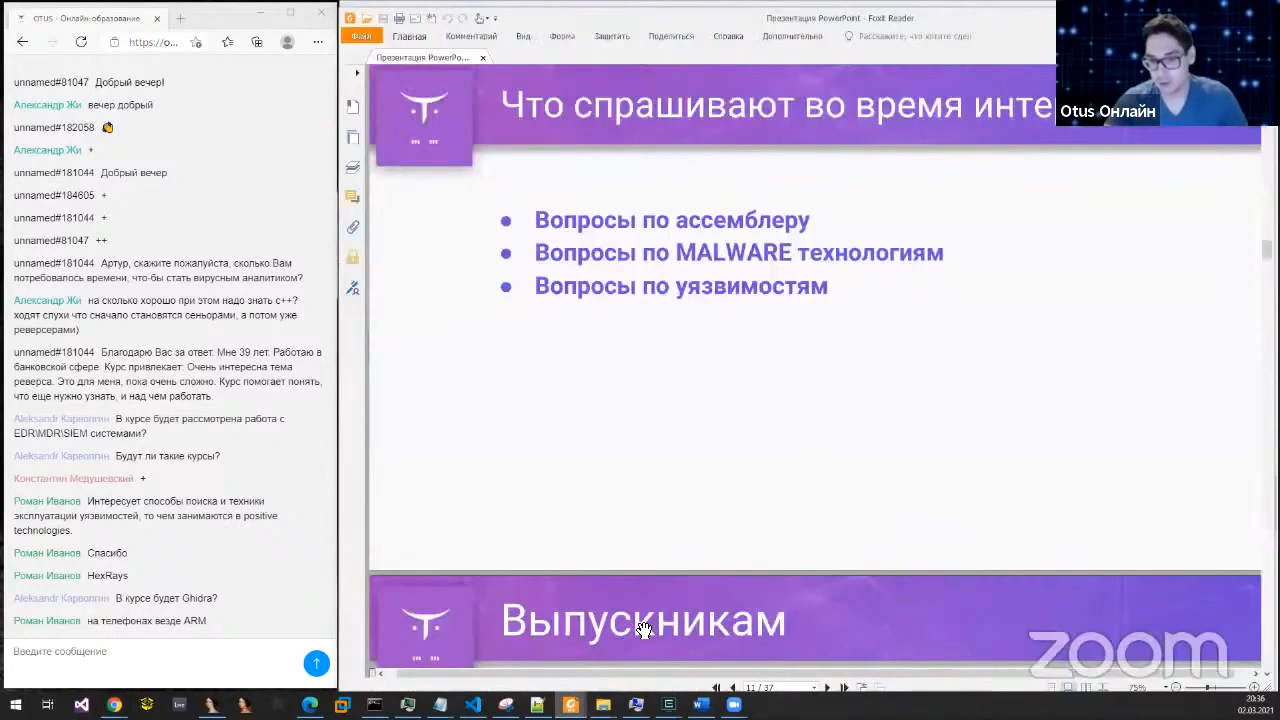 OTUS - Онлайн-образование
https://o...
unnamed#81047 Добрый вечер!
Александр Жи вечер добрый
unnamed#182058
Александр Жи +
unnamed#181044 Добрый вечер
unnamed#184605 +
unnamed#181044 +
unnamed#81047 ++
unnamed#181044 Артур, скажите пожалуйста, сколько Вам
потребовалось времени, что-бы стать вирусным аналитиком?
Александр Жи на сколько хорошо при этом надо знать с++?
ходят слухи что сначало становятся сеньорами, а потом уже
реверсерами)
unnamed#181044 Благодарю Вас за ответ. Мне 39 лет. Работаю в
банковской сфере. Курс привлекает: Очень интересна тема
реверса. Это для меня, пока очень сложно. Курс помогает понять,
что еще нужно узнать, и над чем работать.
Aleksandr Карволгин В курсе будет рассмотрена работа с
EDR\MDR\SIEM системами?
Aleksandr Карволгин Будут ли такие курсы?
Константин Медушевский +
Роман Иванов Интересует способы поиска и техники
эксплуатации уязвимостей, то чем занимаются в positive
technologies.
Роман Иванов Спасибо
Роман Иванов HexRays
Aleksandr Карволгин В курсе будет Ghidra?
Роман Иванов на телефонах везде ARM
Введите сообщение
Презентация PowerPoint - Foxit Reader
Файл Главная Комментарий Вид Форма Защитить Поделиться Справка Дополнительно Расскажите, что хотите сдел
Презентация PowerPo...
Что спрашивают во время инте
Otus Онлайн
Вопросы по ассемблеру
Вопросы по MALWARE технологиям
Вопросы по уязвимостям
Выпускникам
zoom
11 / 37
75%
Live
20:36
02.03.2021